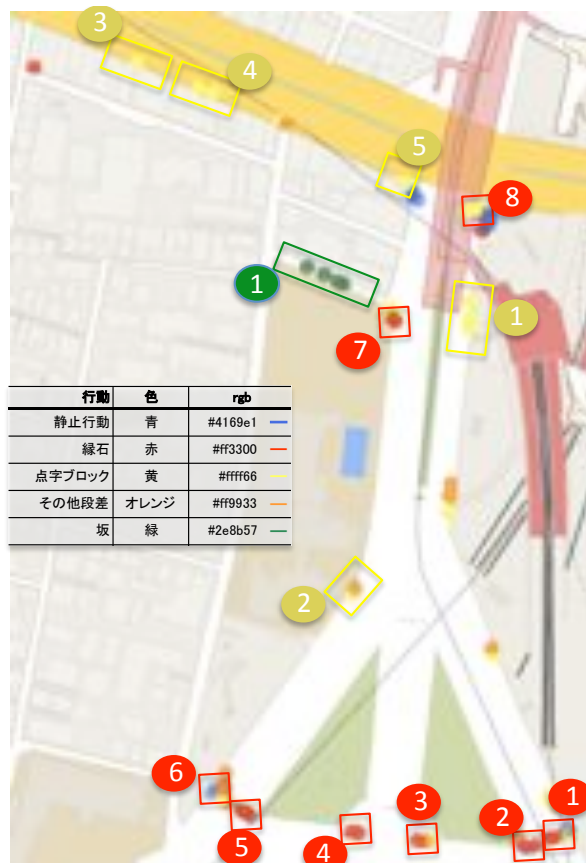 3
4
5
8
1
1
7
行動 色 rgb
静止行動 青 #4169e1
縁石 赤 #ff3300
点字ブロック 黄 #ffff66
その他段差 オレンジ #ff9933
坂 緑 #2e8b57
2
6
5
4
3
2
1